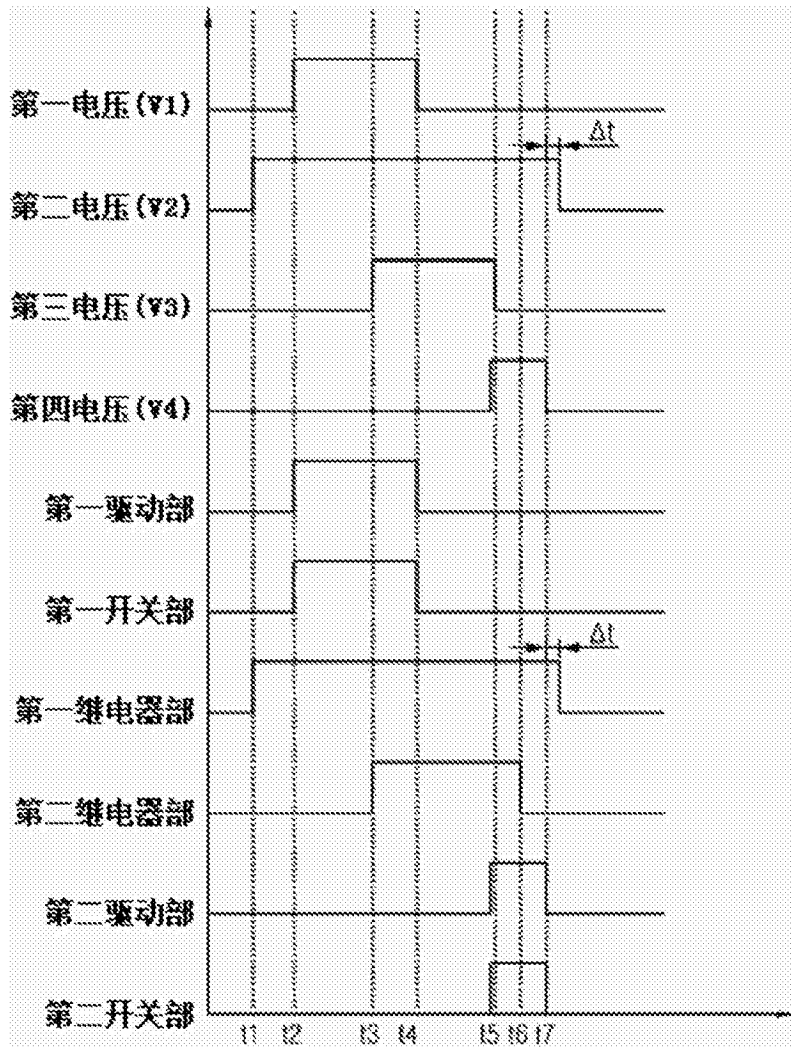 第一电压(V1)
Δt
第二电压(V2)
第三电压(V3)
第四电压(V4)
第一驱动部
第一开关部
Δt
第一继电器部
第二继电器部
第二驱动部
第二开关部
t1 t2 t3 t4 t5 t6 t7